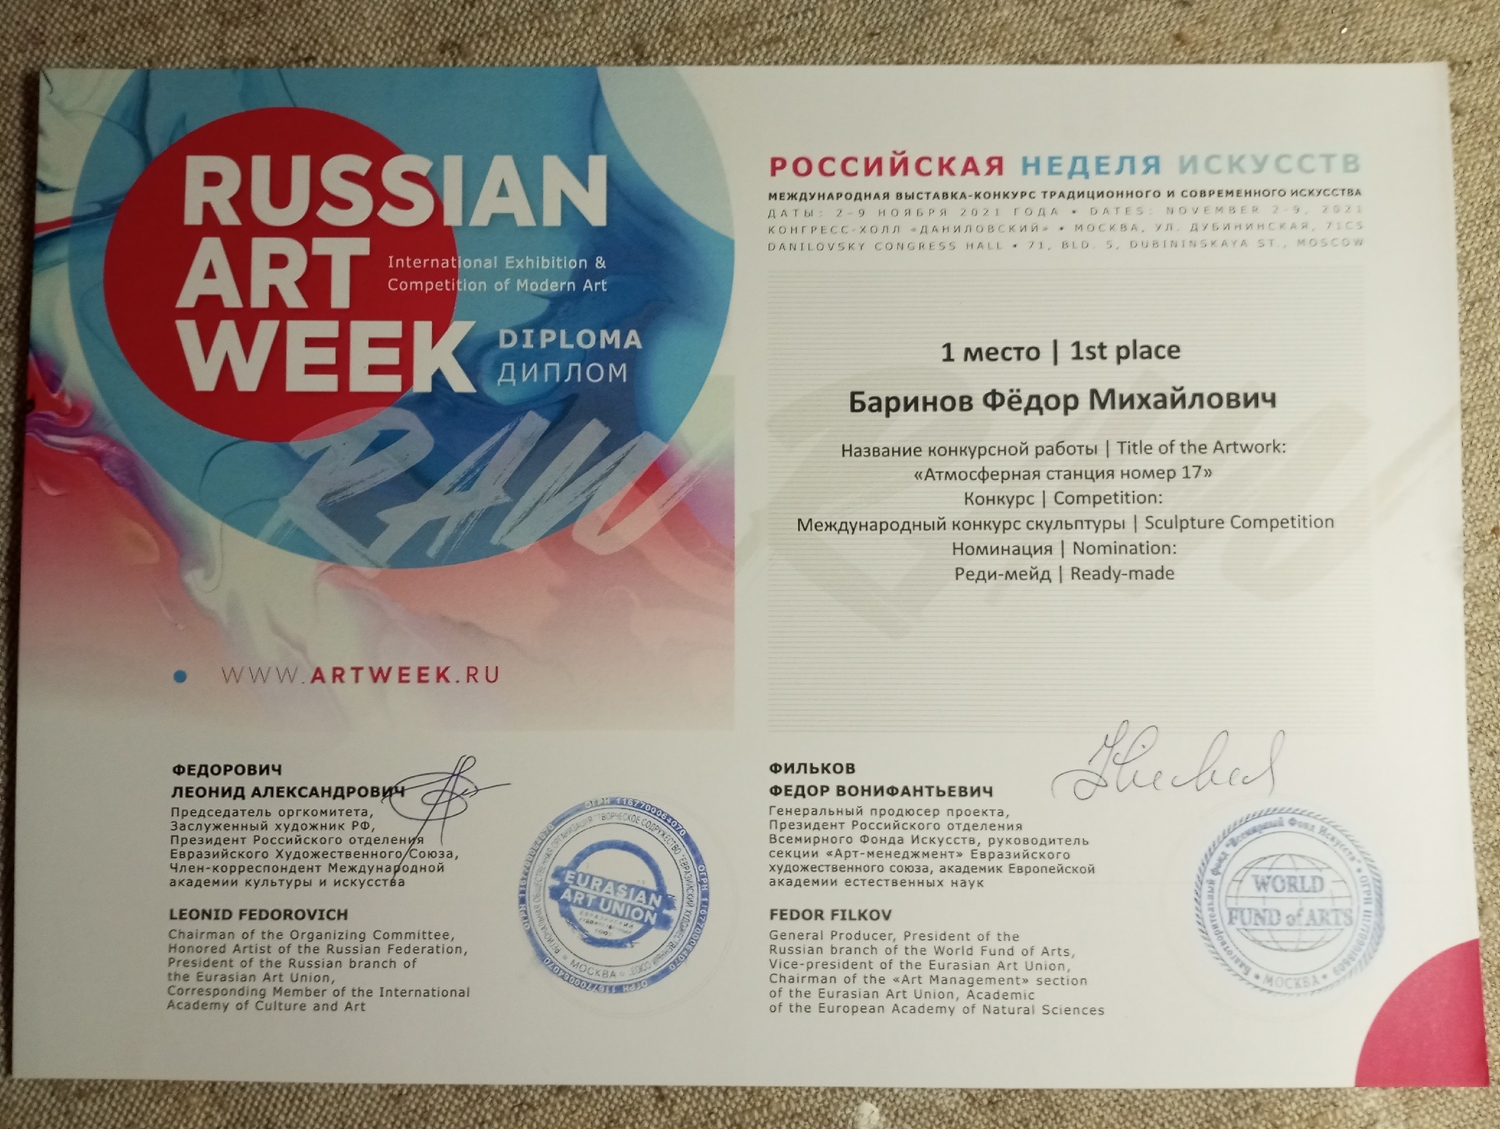 RUSSIAN
ART
WEEK
International Exhibition &
Competition of Modern Art
DIPLOMA
ДИПЛОМ
RAW
WWW.ARTWEEK.RU
РОССИЙСКАЯ НЕДЕЛЯ ИСКУССТВ
МЕЖДУНАРОДНАЯ ВЫСТАВКА-КОНКУРС ТРАДИЦИОННОГО И СОВРЕМЕННОГО ИСКУССТВА
ДАТЫ: 2-9 НОЯБРЯ 2021 ГОДА • DATES: NOVEMBER 2-9, 2021
КОНГРЕСС-ХОЛЛ «ДАНИЛОВСКИЙ» • МОСКВА, УЛ. ДУБИНИНСКАЯ, 71С5
DANILOVSKY CONGRESS HALL • 71, BLD. 5, DUBININSKAYA ST., MOSCOW
1 место | 1st place
Баринов Фёдор Михайлович
Название конкурсной работы | Title of the Artwork:
«Атмосферная станция номер 17»
Конкурс | Competition:
Международный конкурс скульптуры | Sculpture Competition
Номинация | Nomination:
Реди-мейд | Ready-made
ФЕДОРОВИЧ
ЛЕОНИД АЛЕКСАНДРОВИЧ
Председатель оргкомитета,
Заслуженный художник РФ,
Президент Российского отделения
Евразийского Художественного Союза,
Член-корреспондент Международной
академии культуры и искусства
LEONID FEDOROVICH
Chairman of the Organizing Committee,
Honored Artist of the Russian Federation,
President of the Russian branch of
the Eurasian Art Union,
Corresponding Member of the International
Academy of Culture and Art
EURASIAN
ART UNION
МОСКВА
ФИЛЬКОВ
ФЕДОР ВОНИФАНТЬЕВИЧ
Генеральный продюсер проекта,
Президент Российского отделения
Всемирного Фонда Искусств, руководитель
секции «Арт-менеджмент» Евразийского
художественного союза, академик Европейской
академии естественных наук
FEDOR FILKOV
General Producer, President of the
Russian branch of the World Fund of Arts,
Vice-president of the Eurasian Art Union,
Chairman of the «Art Management» section
of the Eurasian Art Union, Academic
of the European Academy of Natural Sciences
WORLD
FUND of ARTS
МОСКВА